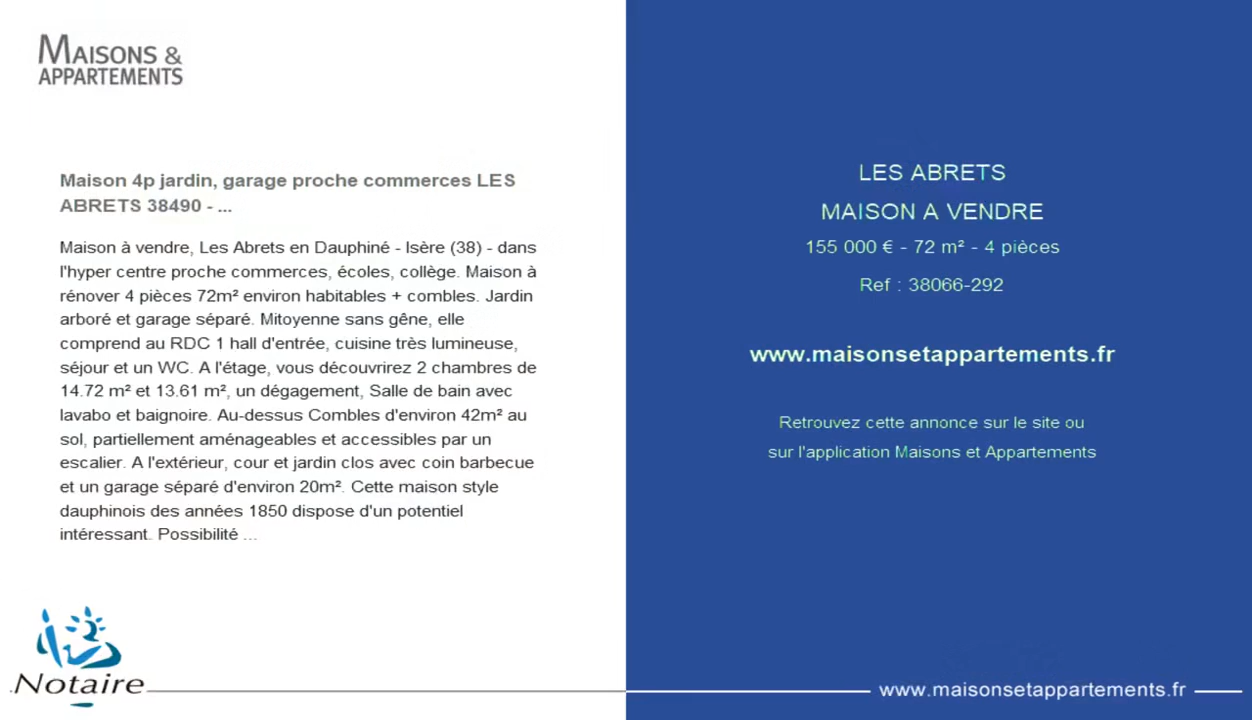 MAISONS &
APPARTEMENTS
Maison 4p jardin, garage proche commerces LES
ABRETS 38490 - ...
Maison à vendre, Les Abrets en Dauphiné - Isère (38) - dans
l'hyper centre proche commerces, écoles, collège. Maison à
rénover 4 pièces 72m² environ habitables + combles. Jardin
arboré et garage séparé. Mitoyenne sans gêne, elle
comprend au RDC 1 hall d'entrée, cuisine très lumineuse,
séjour et un WC. A l'étage, vous découvrirez 2 chambres de
14.72 m² et 13.61 m², un dégagement, Salle de bain avec
lavabo et baignoire. Au-dessus Combles d'environ 42m² au
sol, partiellement aménageables et accessibles par un
escalier. A l'extérieur, cour et jardin clos avec coin barbecue
et un garage séparé d'environ 20m². Cette maison style
dauphinois des années 1850 dispose d'un potentiel
intéressant. Possibilité ...
Notaire
LES ABRETS
MAISON A VENDRE
155 000 € - 72 m² - 4 pièces
Ref : 38066-292
www.maisonsetappartements.fr
Retrouvez cette annonce sur le site ou
sur l'application Maisons et Appartements
www.maisonsetappartements.fr